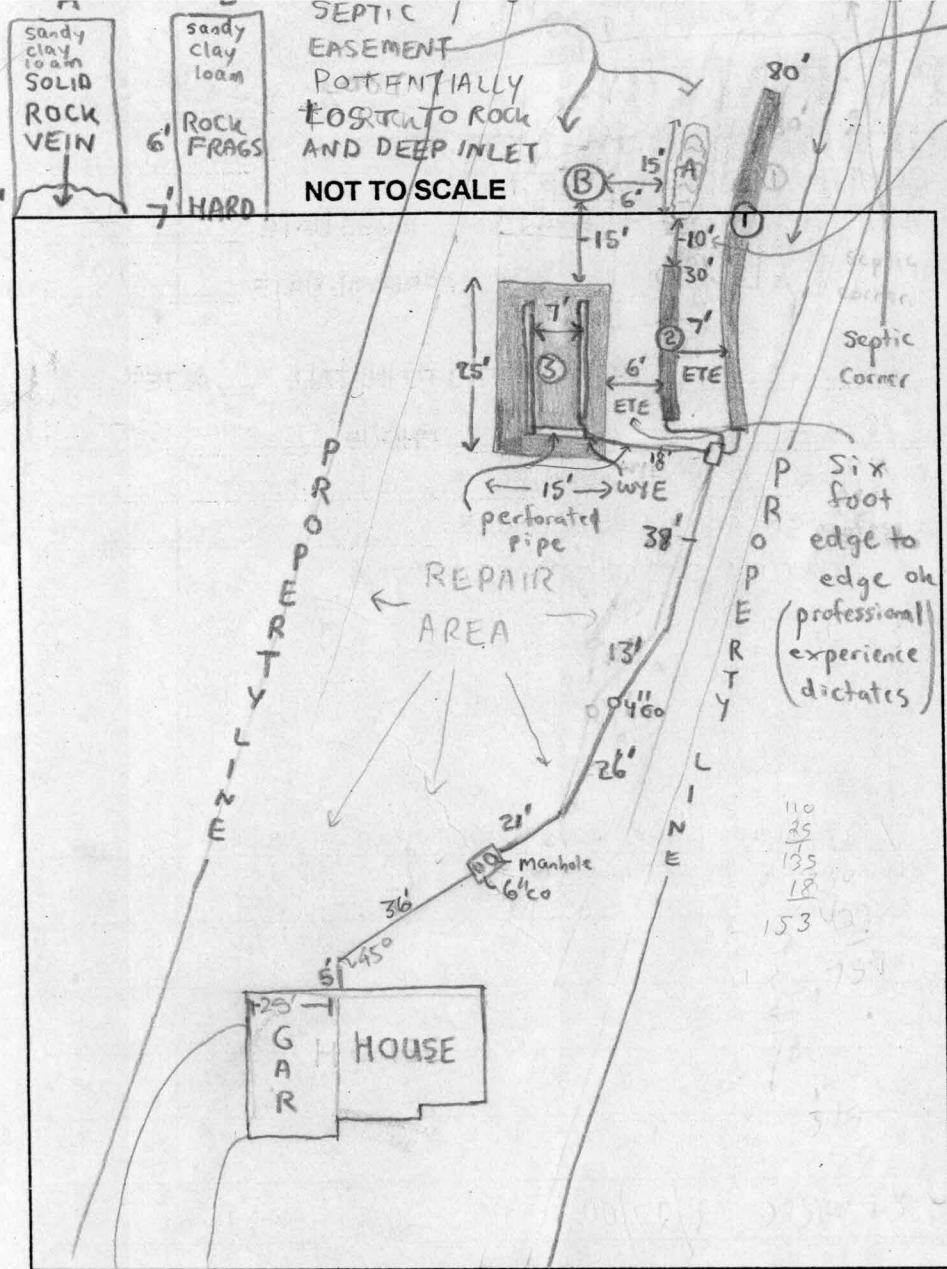 sandy
clay
loam
SOLID
ROCK
VEIN
sandy
clay
loam
ROCK
6' FRAGS
7' HARD
SEPTIC
EASEMENT
POTENTIALLY
TO ROCK
AND DEEP INLET
NOT TO SCALE
80'
15'
A
B
6'
1
15'
10'
30'
7'
2
7'
25'
3
6'
ETE
ETE
Septic
Corner
18'
15'
WYE
perforated
pipe
38'
Six
foot
edge to
edge ok
(professional
experience
dictates)
PROPERTY LINE
PROPERTY LINE
REPAIR
AREA
13'
4"Co
26'
21'
manhole
6"co
36'
45°
5'
25'
GAR
HOUSE
110
25
135
18
153